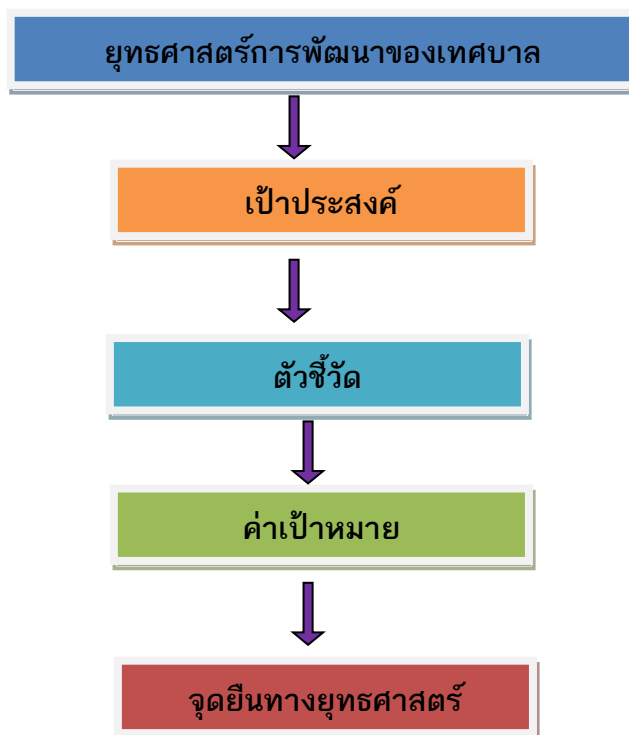 ยุทธศาสตร์การพัฒนาของเทศบาล
เป้าประสงค์
ตัวชี้วัด
ค่าเป้าหมาย
จุดยืนทางยุทธศาสตร์